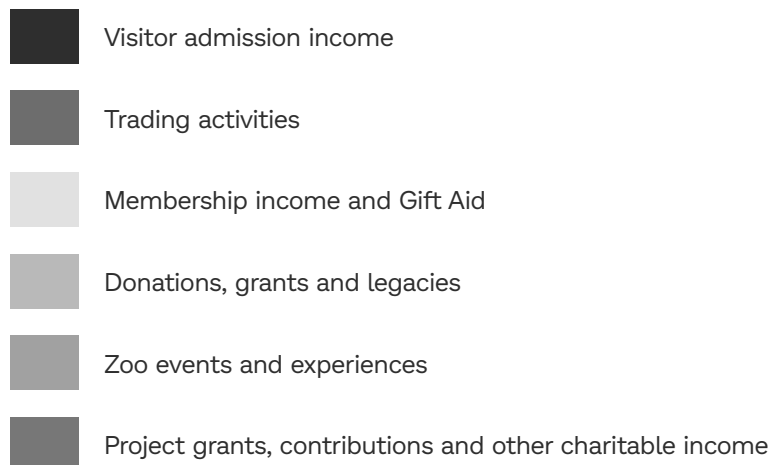 Visitor admission income
Trading activities
Membership income and Gift Aid
Donations, grants and legacies
Zoo events and experiences
Project grants, contributions and other charitable income